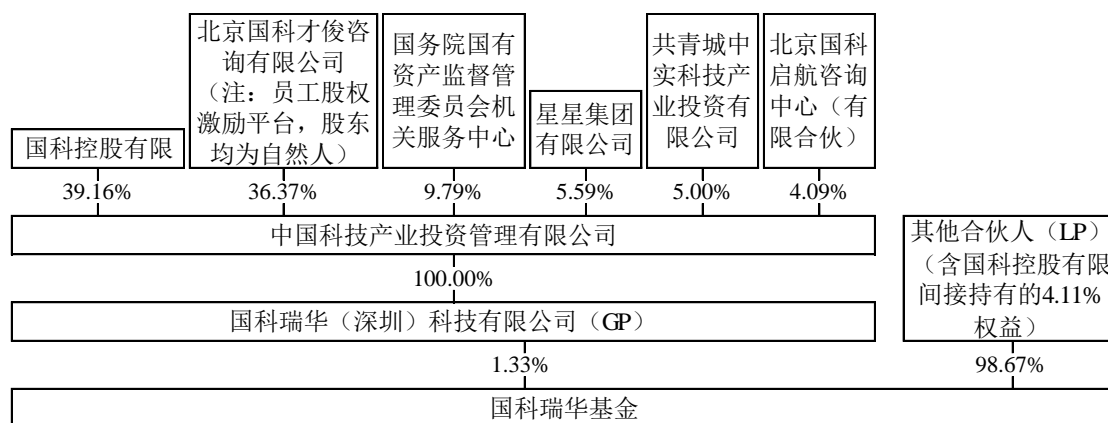 国科控股有限
北京国科才俊咨
询有限公司
（注：员工股权
激励平台，股东
均为自然人）
国务院国有
资产监督管
理委员会机
关服务中心
星星集团
有限公司
共青城中
实科技产
业投资有
限公司
北京国科
启航咨询
中心（有
限合伙）
39.16%
36.37%
9.79%
5.59%
5.00%
4.09%
中国科技产业投资管理有限公司
100.00%
国科瑞华（深圳）科技有限公司（GP）
其他合伙人（LP）
（含国科控股有限
间接持有的4.11%
权益）
1.33%
98.67%
国科瑞华基金